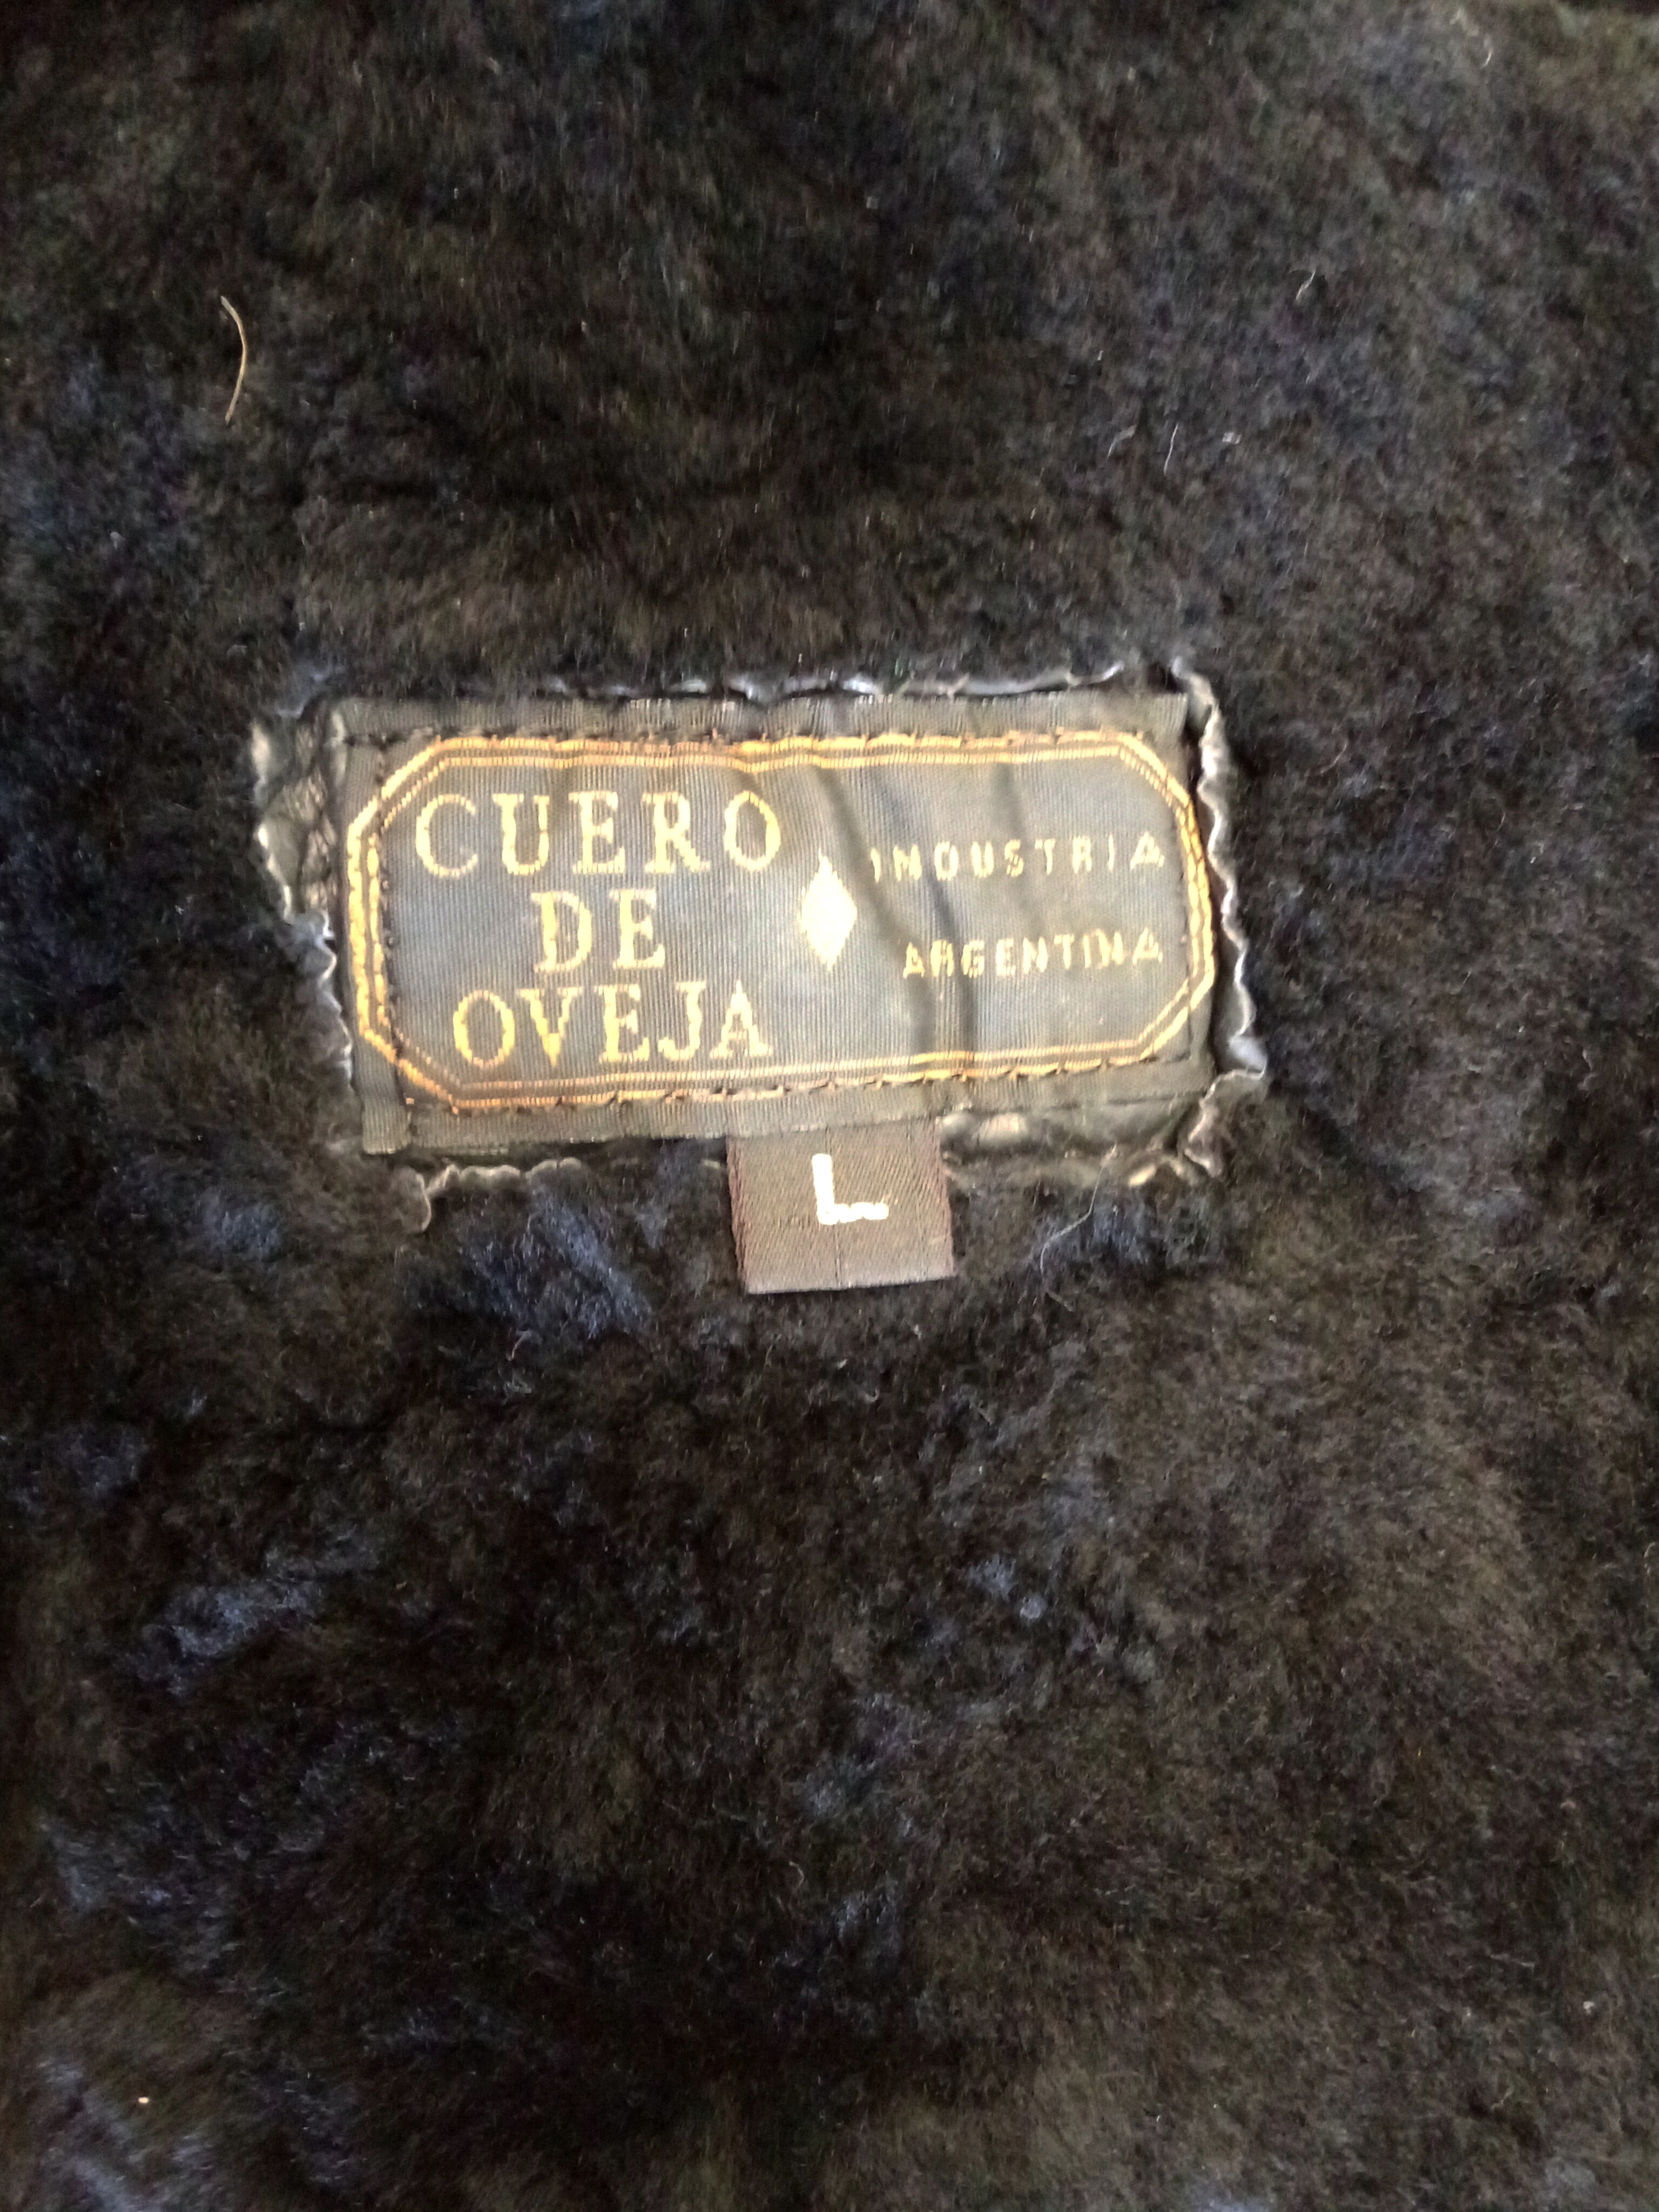 CUERO
DE
OVEJA
INDUSTRIA
ARGENTINA
L